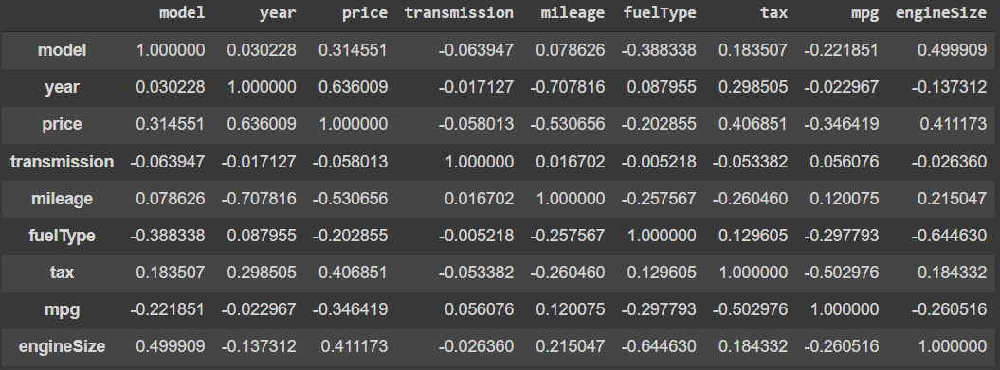 model year price transmission mileage fuelType tax mpg engineSize
model 1.000000 0.030228 0.314551 -0.063947 0.078626 -0.388338 0.183507 -0.221851 0.499909
year 0.030228 1.000000 0.636009 -0.017127 -0.707816 0.087955 0.298505 -0.022967 -0.137312
price 0.314551 0.636009 1.000000 -0.058013 -0.530656 -0.202855 0.406851 -0.346419 0.411173
transmission -0.063947 -0.017127 -0.058013 1.000000 0.016702 -0.005218 -0.053382 0.056076 -0.026360
mileage 0.078626 -0.707816 -0.530656 0.016702 1.000000 -0.257567 -0.260460 0.120075 0.215047
fuelType -0.388338 0.087955 -0.202855 -0.005218 -0.257567 1.000000 0.129605 -0.297793 -0.644630
tax 0.183507 0.298505 0.406851 -0.053382 -0.260460 0.129605 1.000000 -0.502976 0.184332
mpg -0.221851 -0.022967 -0.346419 0.056076 0.120075 -0.297793 -0.502976 1.000000 -0.260516
engineSize 0.499909 -0.137312 0.411173 -0.026360 0.215047 -0.644630 0.184332 -0.260516 1.000000